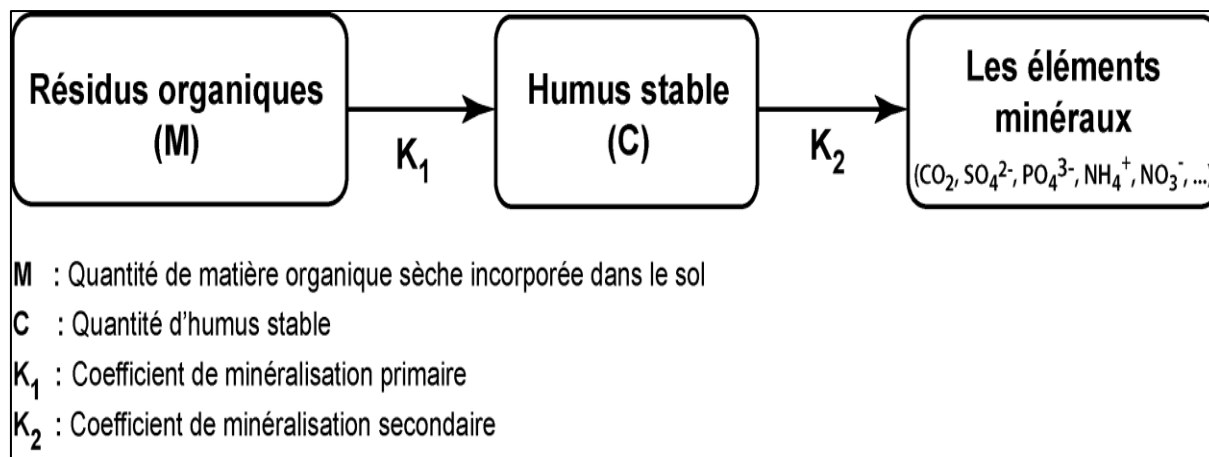 Résidus organiques
(M)
K₁
Humus stable
(C)
K₂
Les éléments
minéraux
(CO₂, SO₄²⁻, PO₄³⁻, NH₄⁺, NO₃⁻, ...)
M : Quantité de matière organique sèche incorporée dans le sol
C : Quantité d'humus stable
K₁ : Coefficient de minéralisation primaire
K₂ : Coefficient de minéralisation secondaire